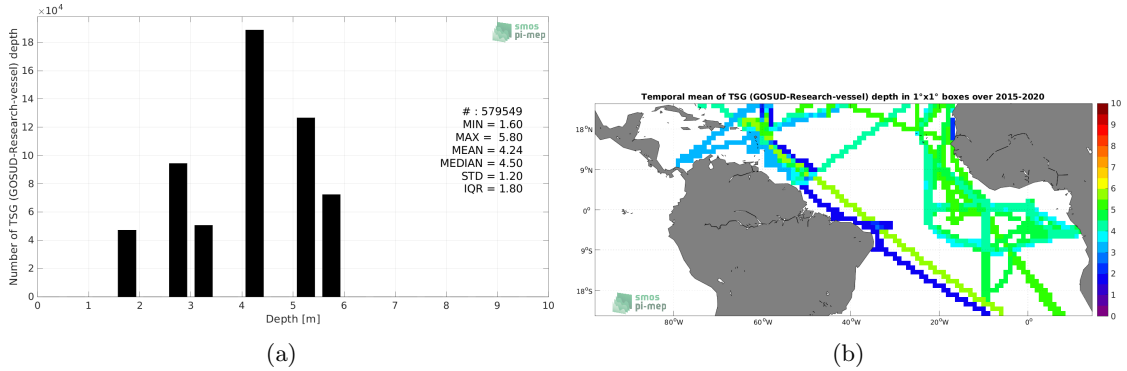 ×10⁴
18
16
14
12
10
8
6
4
2
0
Number of TSG (GOSUD-Research-vessel) depth
0 1 2 3 4 5 6 7 8 9 10
Depth [m]
smos
pi-mep
# : 579549
MIN = 1.60
MAX = 5.80
MEAN = 4.24
MEDIAN = 4.50
STD = 1.20
IQR = 1.80
(a)
Temporal mean of TSG (GOSUD-Research-vessel) depth in 1°x1° boxes over 2015-2020
18°N
9°N
0°
9°S
18°S
80°W 60°W 40°W 20°W 0°
smos
pi-mep
10
9
8
7
6
5
4
3
2
1
0
(b)